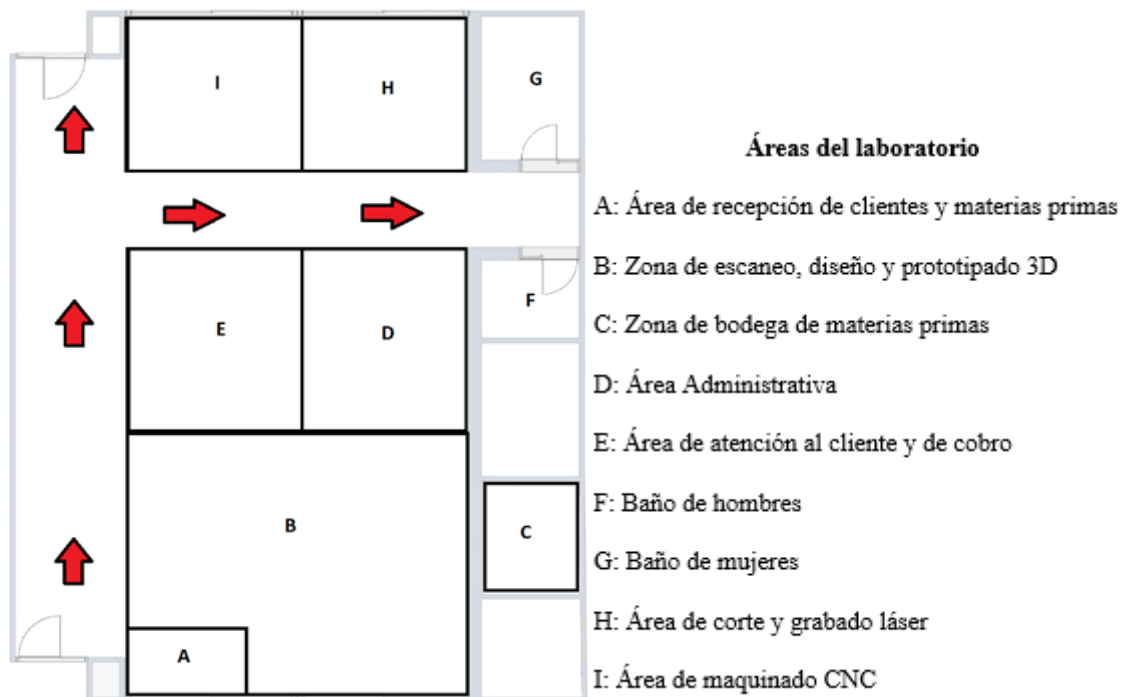 I
H
G
E
D
F
B
C
A
Áreas del laboratorio
A: Área de recepción de clientes y materias primas
B: Zona de escaneo, diseño y prototipado 3D
C: Zona de bodega de materias primas
D: Área Administrativa
E: Área de atención al cliente y de cobro
F: Baño de hombres
G: Baño de mujeres
H: Área de corte y grabado láser
I: Área de maquinado CNC